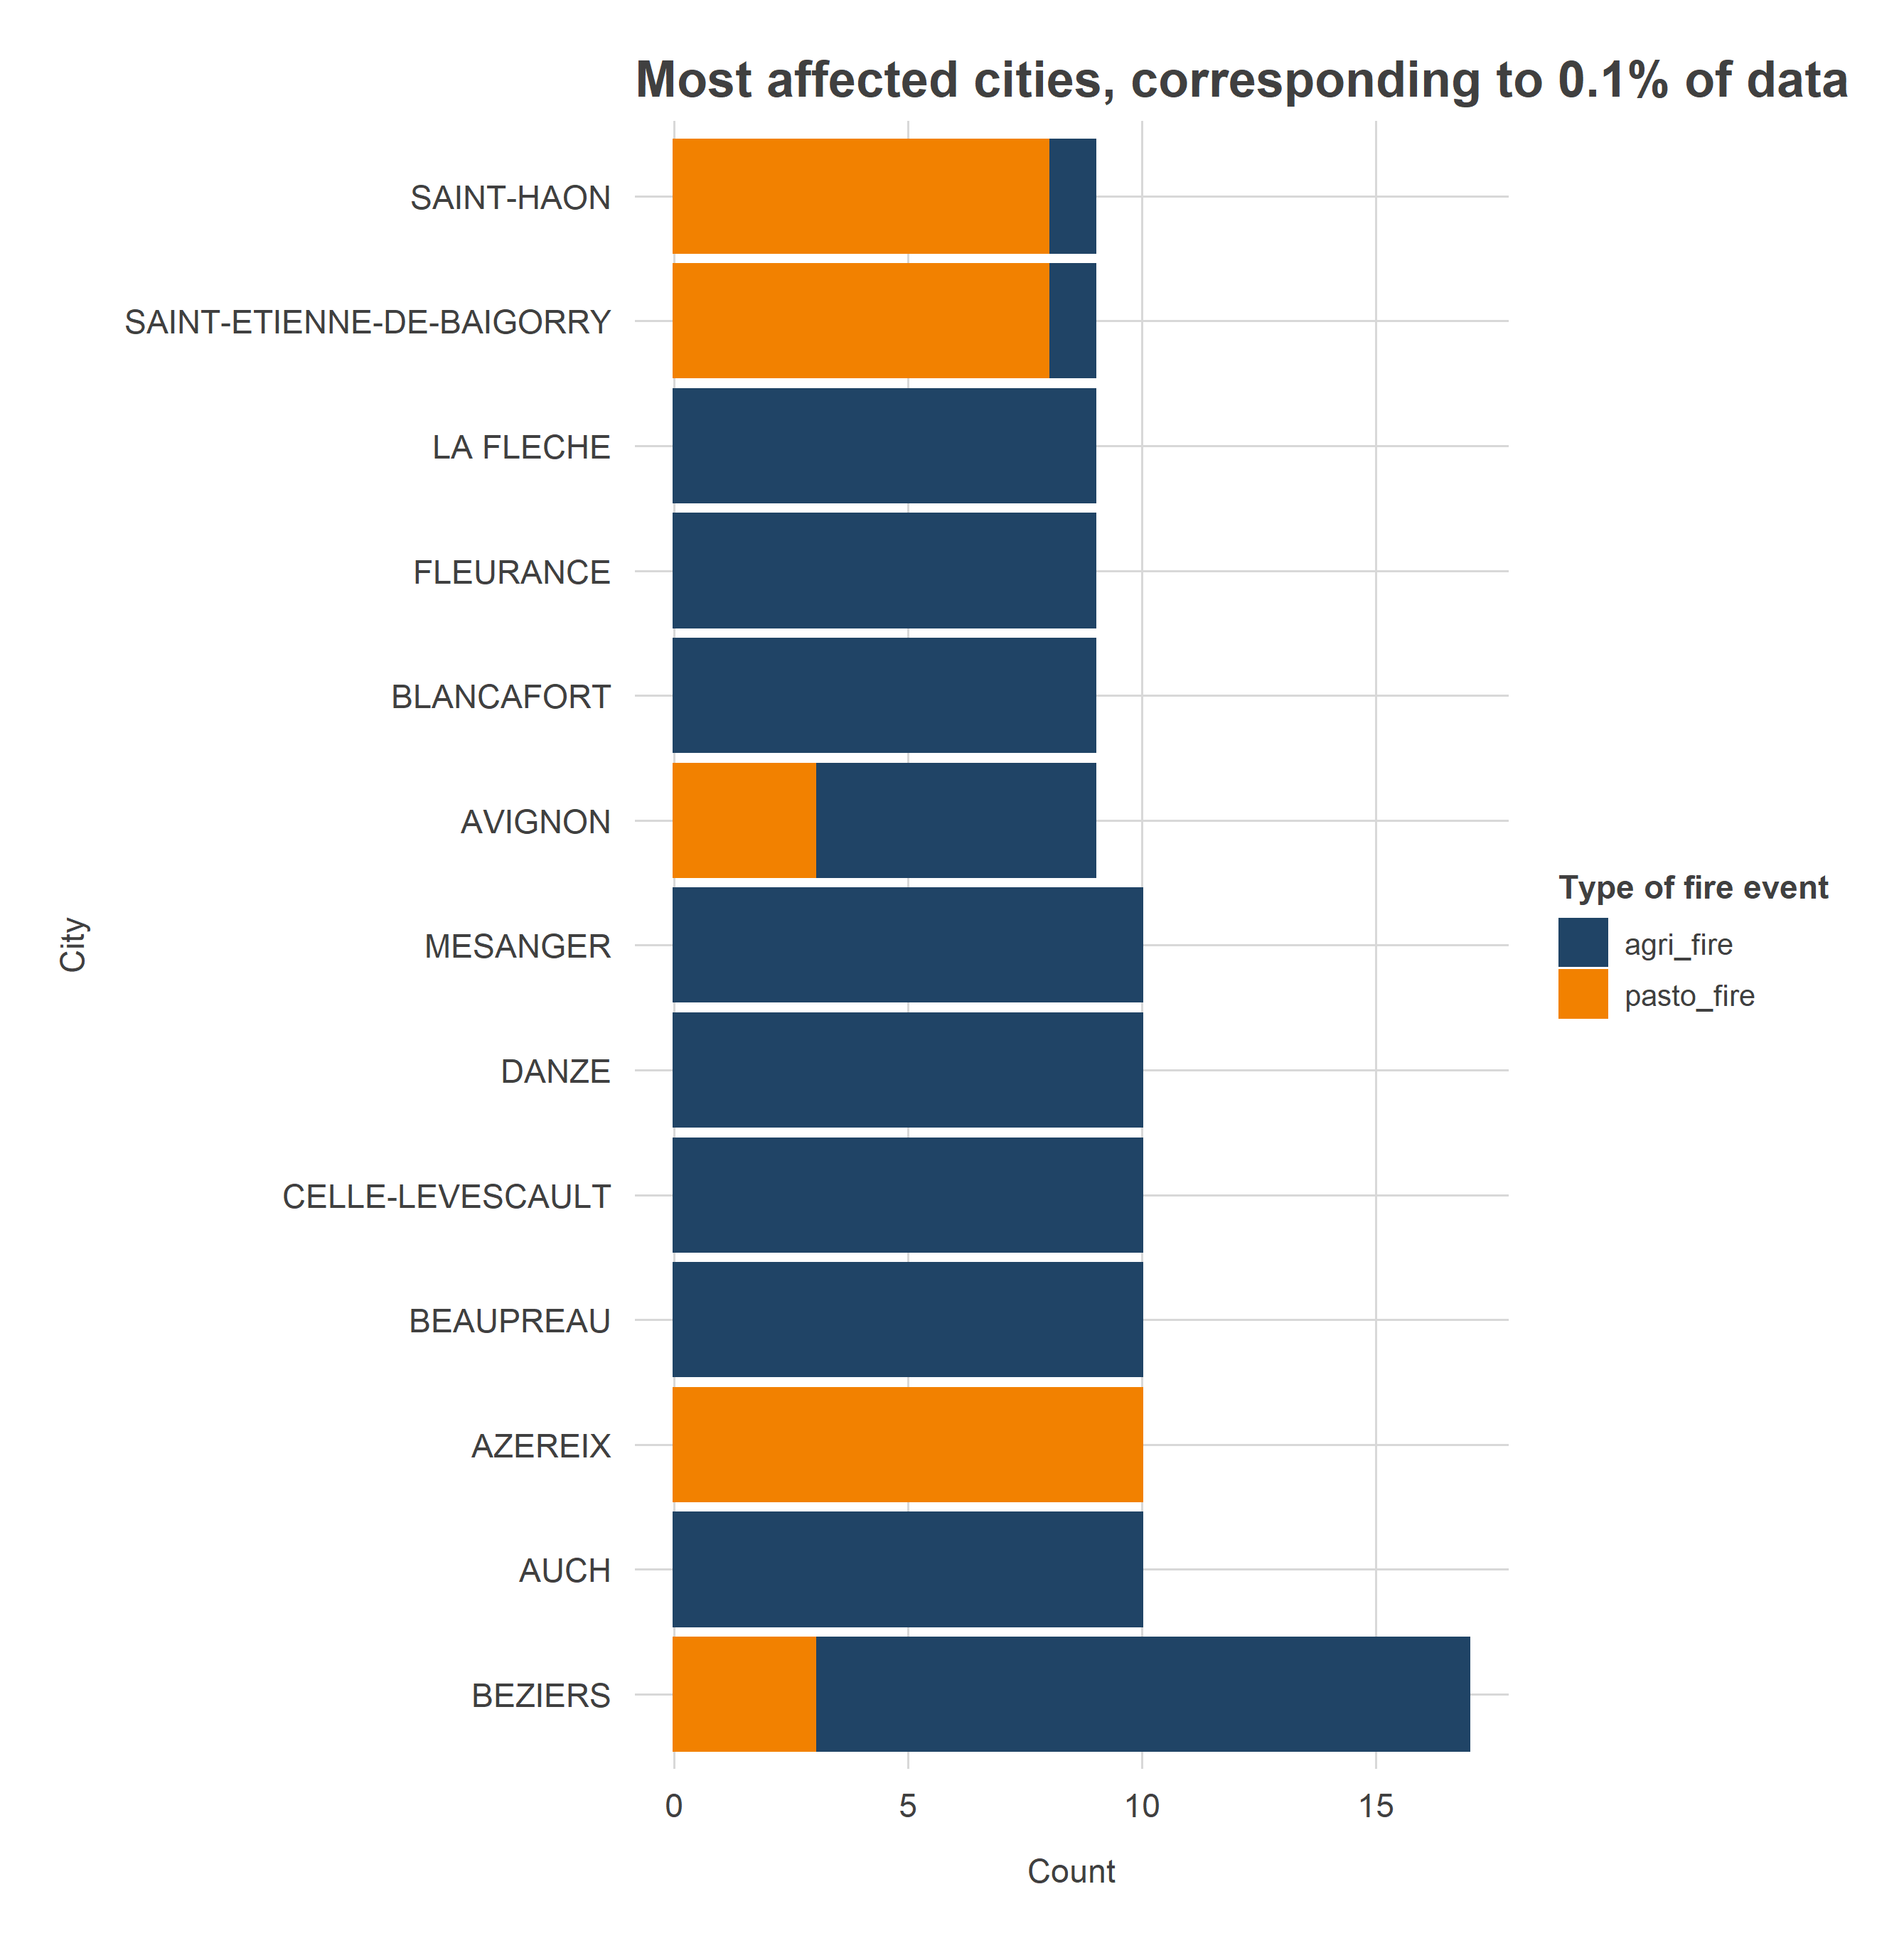 Most affected cities, corresponding to 0.1% of data
SAINT-HAON
SAINT-ETIENNE-DE-BAIGORRY
LA FLECHE
FLEURANCE
BLANCAFORT
AVIGNON
MESANGER
DANZE
CELLE-LEVESCAULT
BEAUPREAU
AZEREIX
AUCH
BEZIERS
City
0 5 10 15
Count
Type of fire event
agri_fire
pasto_fire